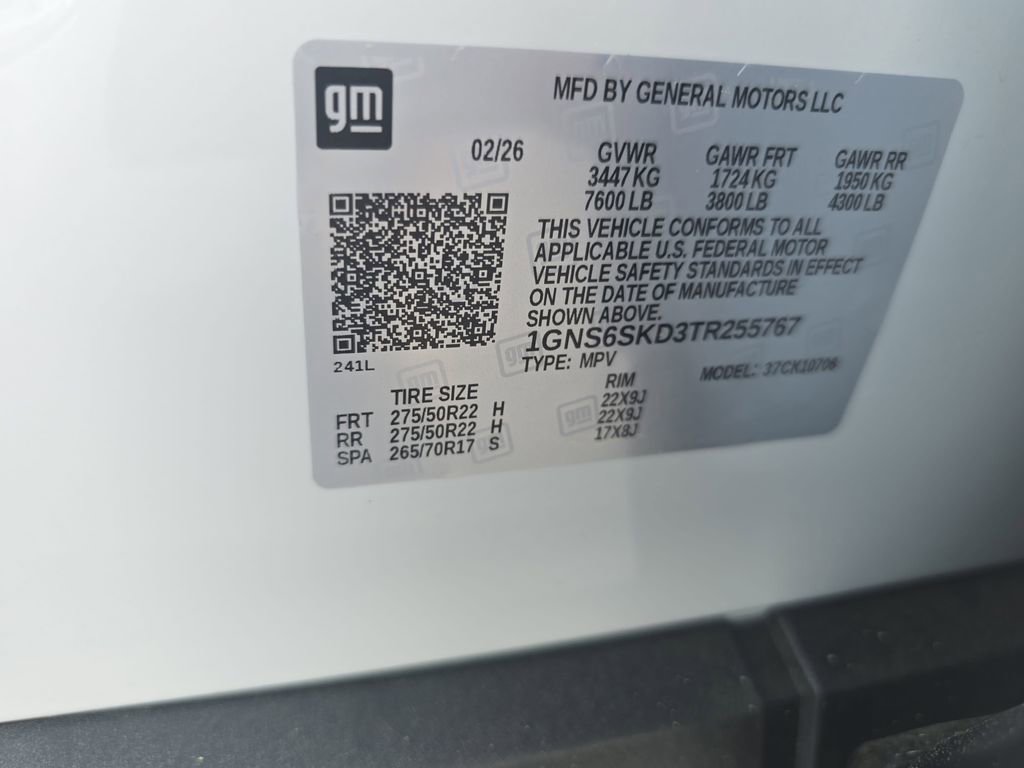 gm
MFD BY GENERAL MOTORS LLC
02/26 GVWR GAWR FRT GAWR RR
3447 KG 1724 KG 1950 KG
7600 LB 3800 LB 4300 LB
THIS VEHICLE CONFORMS TO ALL
APPLICABLE U.S. FEDERAL MOTOR
VEHICLE SAFETY STANDARDS IN EFFECT
ON THE DATE OF MANUFACTURE
SHOWN ABOVE.
1GNS6SKD3TR255767
241L
TYPE: MPV MODEL: 37CK10706
TIRE SIZE RIM
FRT 275/50R22 H 22X9J
RR 275/50R22 H 22X9J
SPA 265/70R17 S 17X8J